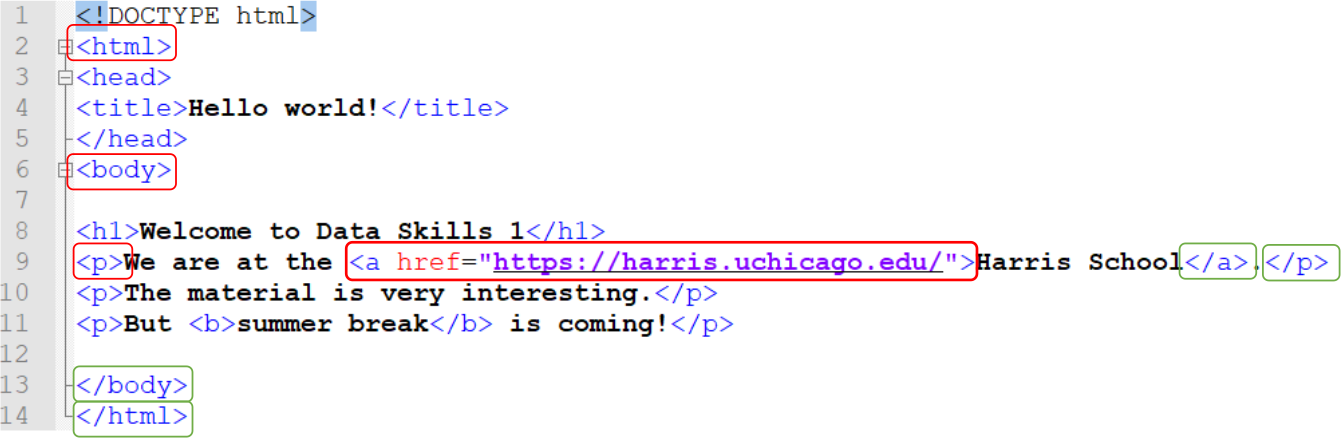 1 <!DOCTYPE html>
2 <html>
3 <head>
4 <title>Hello world!</title>
5 </head>
6 <body>
7
8 <h1>Welcome to Data Skills 1</h1>
9 <p>We are at the <a href="https://harris.uchicago.edu/">Harris School</a>.</p>
10 <p>The material is very interesting.</p>
11 <p>But <b>summer break</b> is coming!</p>
12
13 </body>
14 </html>